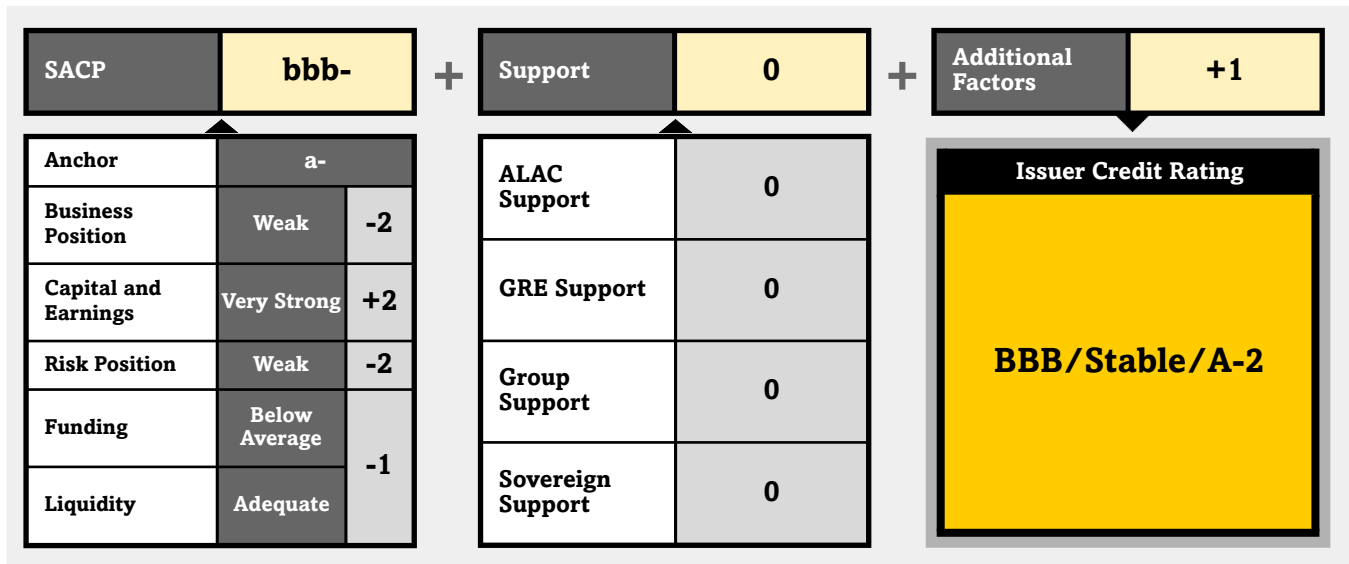 SACP
bbb-
+
Support
0
+
Additional
Factors
+1
Anchor
a-
Business
Position
Weak
-2
Capital and
Earnings
Very Strong
+2
Risk Position
Weak
-2
Funding
Below
Average
-1
Liquidity
Adequate
ALAC
Support
0
GRE Support
0
Group
Support
0
Sovereign
Support
0
Issuer Credit Rating
BBB/Stable/A-2